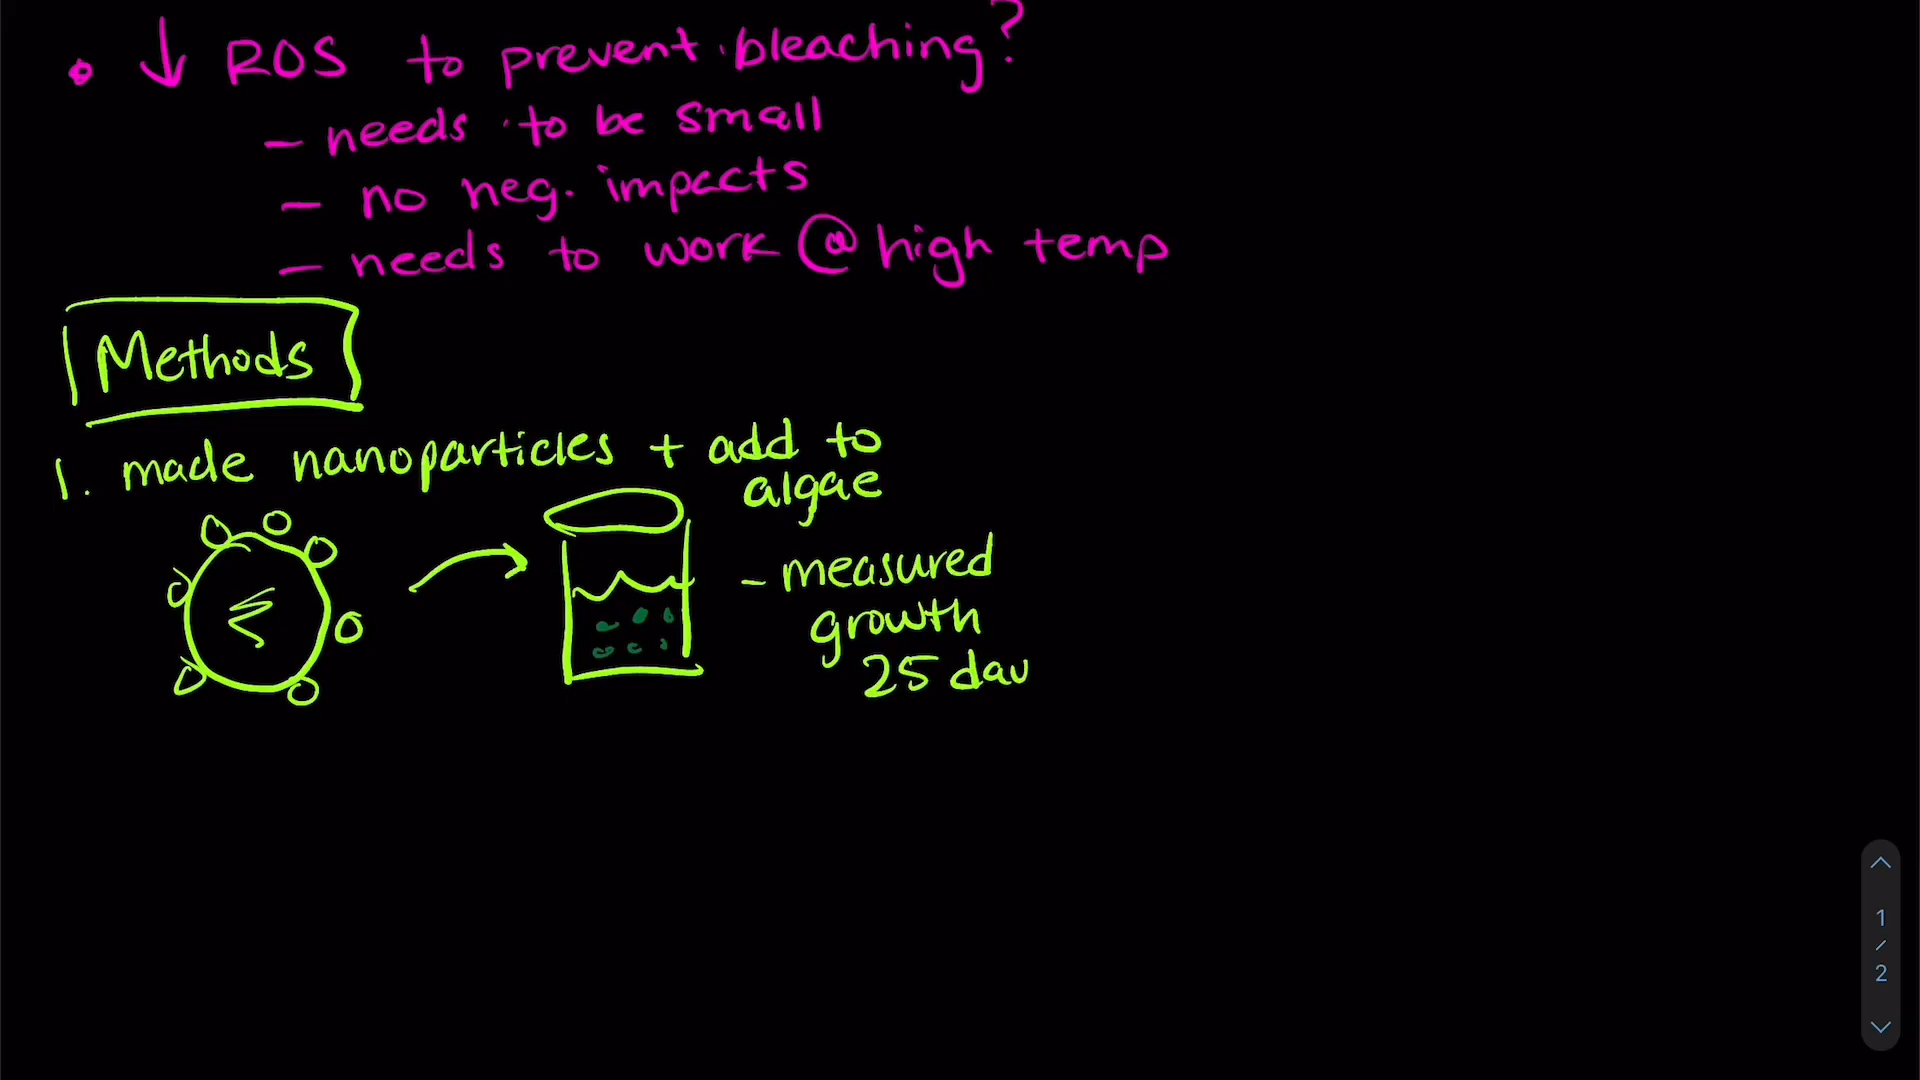 • ↓ ROS to prevent bleaching?
- needs to be small
- no neg. impacts
- needs to work @ high temp
Methods
1. made nanoparticles + add to
algae
- measured
growth
25 dau
1
/
2